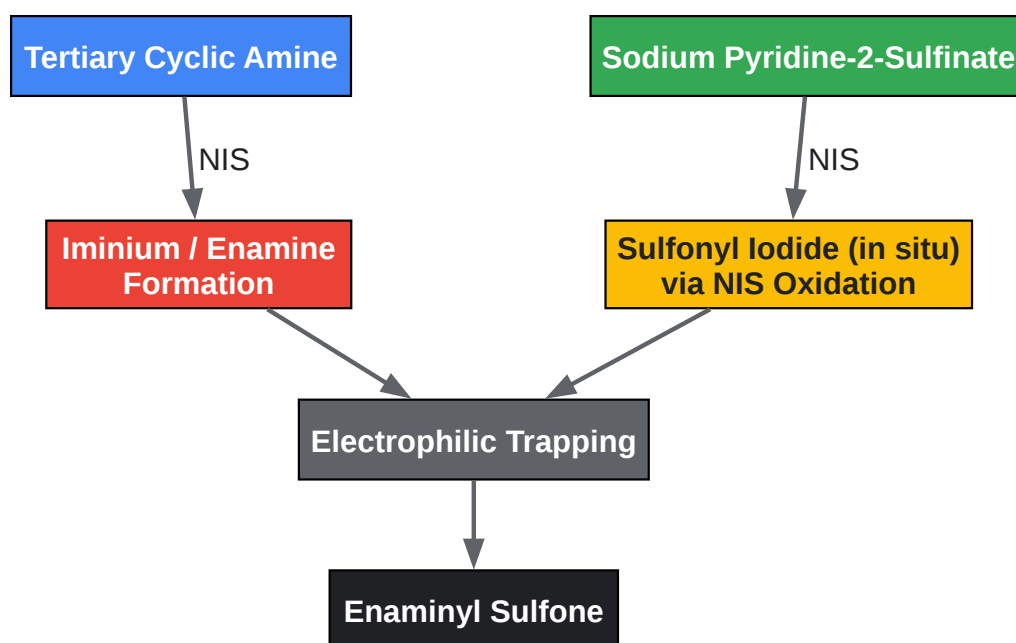 Tertiary Cyclic Amine
Sodium Pyridine-2-Sulfinate
NIS
NIS
Iminium / Enamine
Formation
Sulfonyl Iodide (in situ)
via NIS Oxidation
Electrophilic Trapping
Enaminyl Sulfone